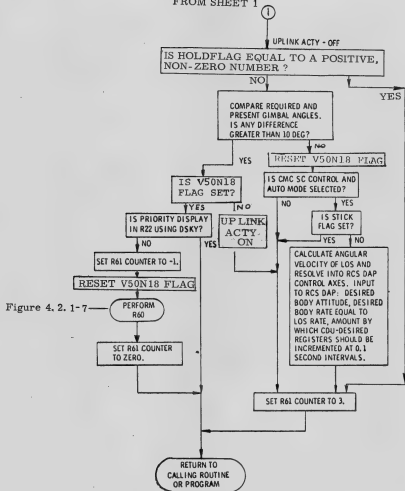 FROM SHEET 1
1
UPLINK ACTY - OFF
IS HOLDFLAG EQUAL TO A POSITIVE,
NON-ZERO NUMBER ?
NO
YES
COMPARE REQUIRED AND
PRESENT GIMBAL ANGLES.
IS ANY DIFFERENCE
GREATER THAN 10 DEG?
YES
NO
RESET V50N18 FLAG
IS V50N18
FLAG SET?
IS CMC SC CONTROL AND
AUTO MODE SELECTED?
YES
NO
NO
YES
IS PRIORITY DISPLAY
IN R22 USING DSKY?
UP LINK
ACTY-
ON
IS STICK
FLAG SET?
NO
YES
YES
NO
SET R61 COUNTER TO -1.
CALCULATE ANGULAR
VELOCITY OF LOS AND
RESOLVE INTO RCS DAP
CONTROL AXES. INPUT
TO RCS DAP: DESIRED
BODY ATTITUDE, DESIRED
BODY RATE EQUAL TO
LOS RATE, AMOUNT BY
WHICH CDU-DESIRED
REGISTERS SHOULD BE
INCREMENTED AT 0.1
SECOND INTERVALS.
RESET V50N18 FLAG
Figure 4.2.1-7
PERFORM
R60
SET R61 COUNTER
TO ZERO.
SET R61 COUNTER TO 3.
RETURN TO
CALLING ROUTINE
OR PROGRAM